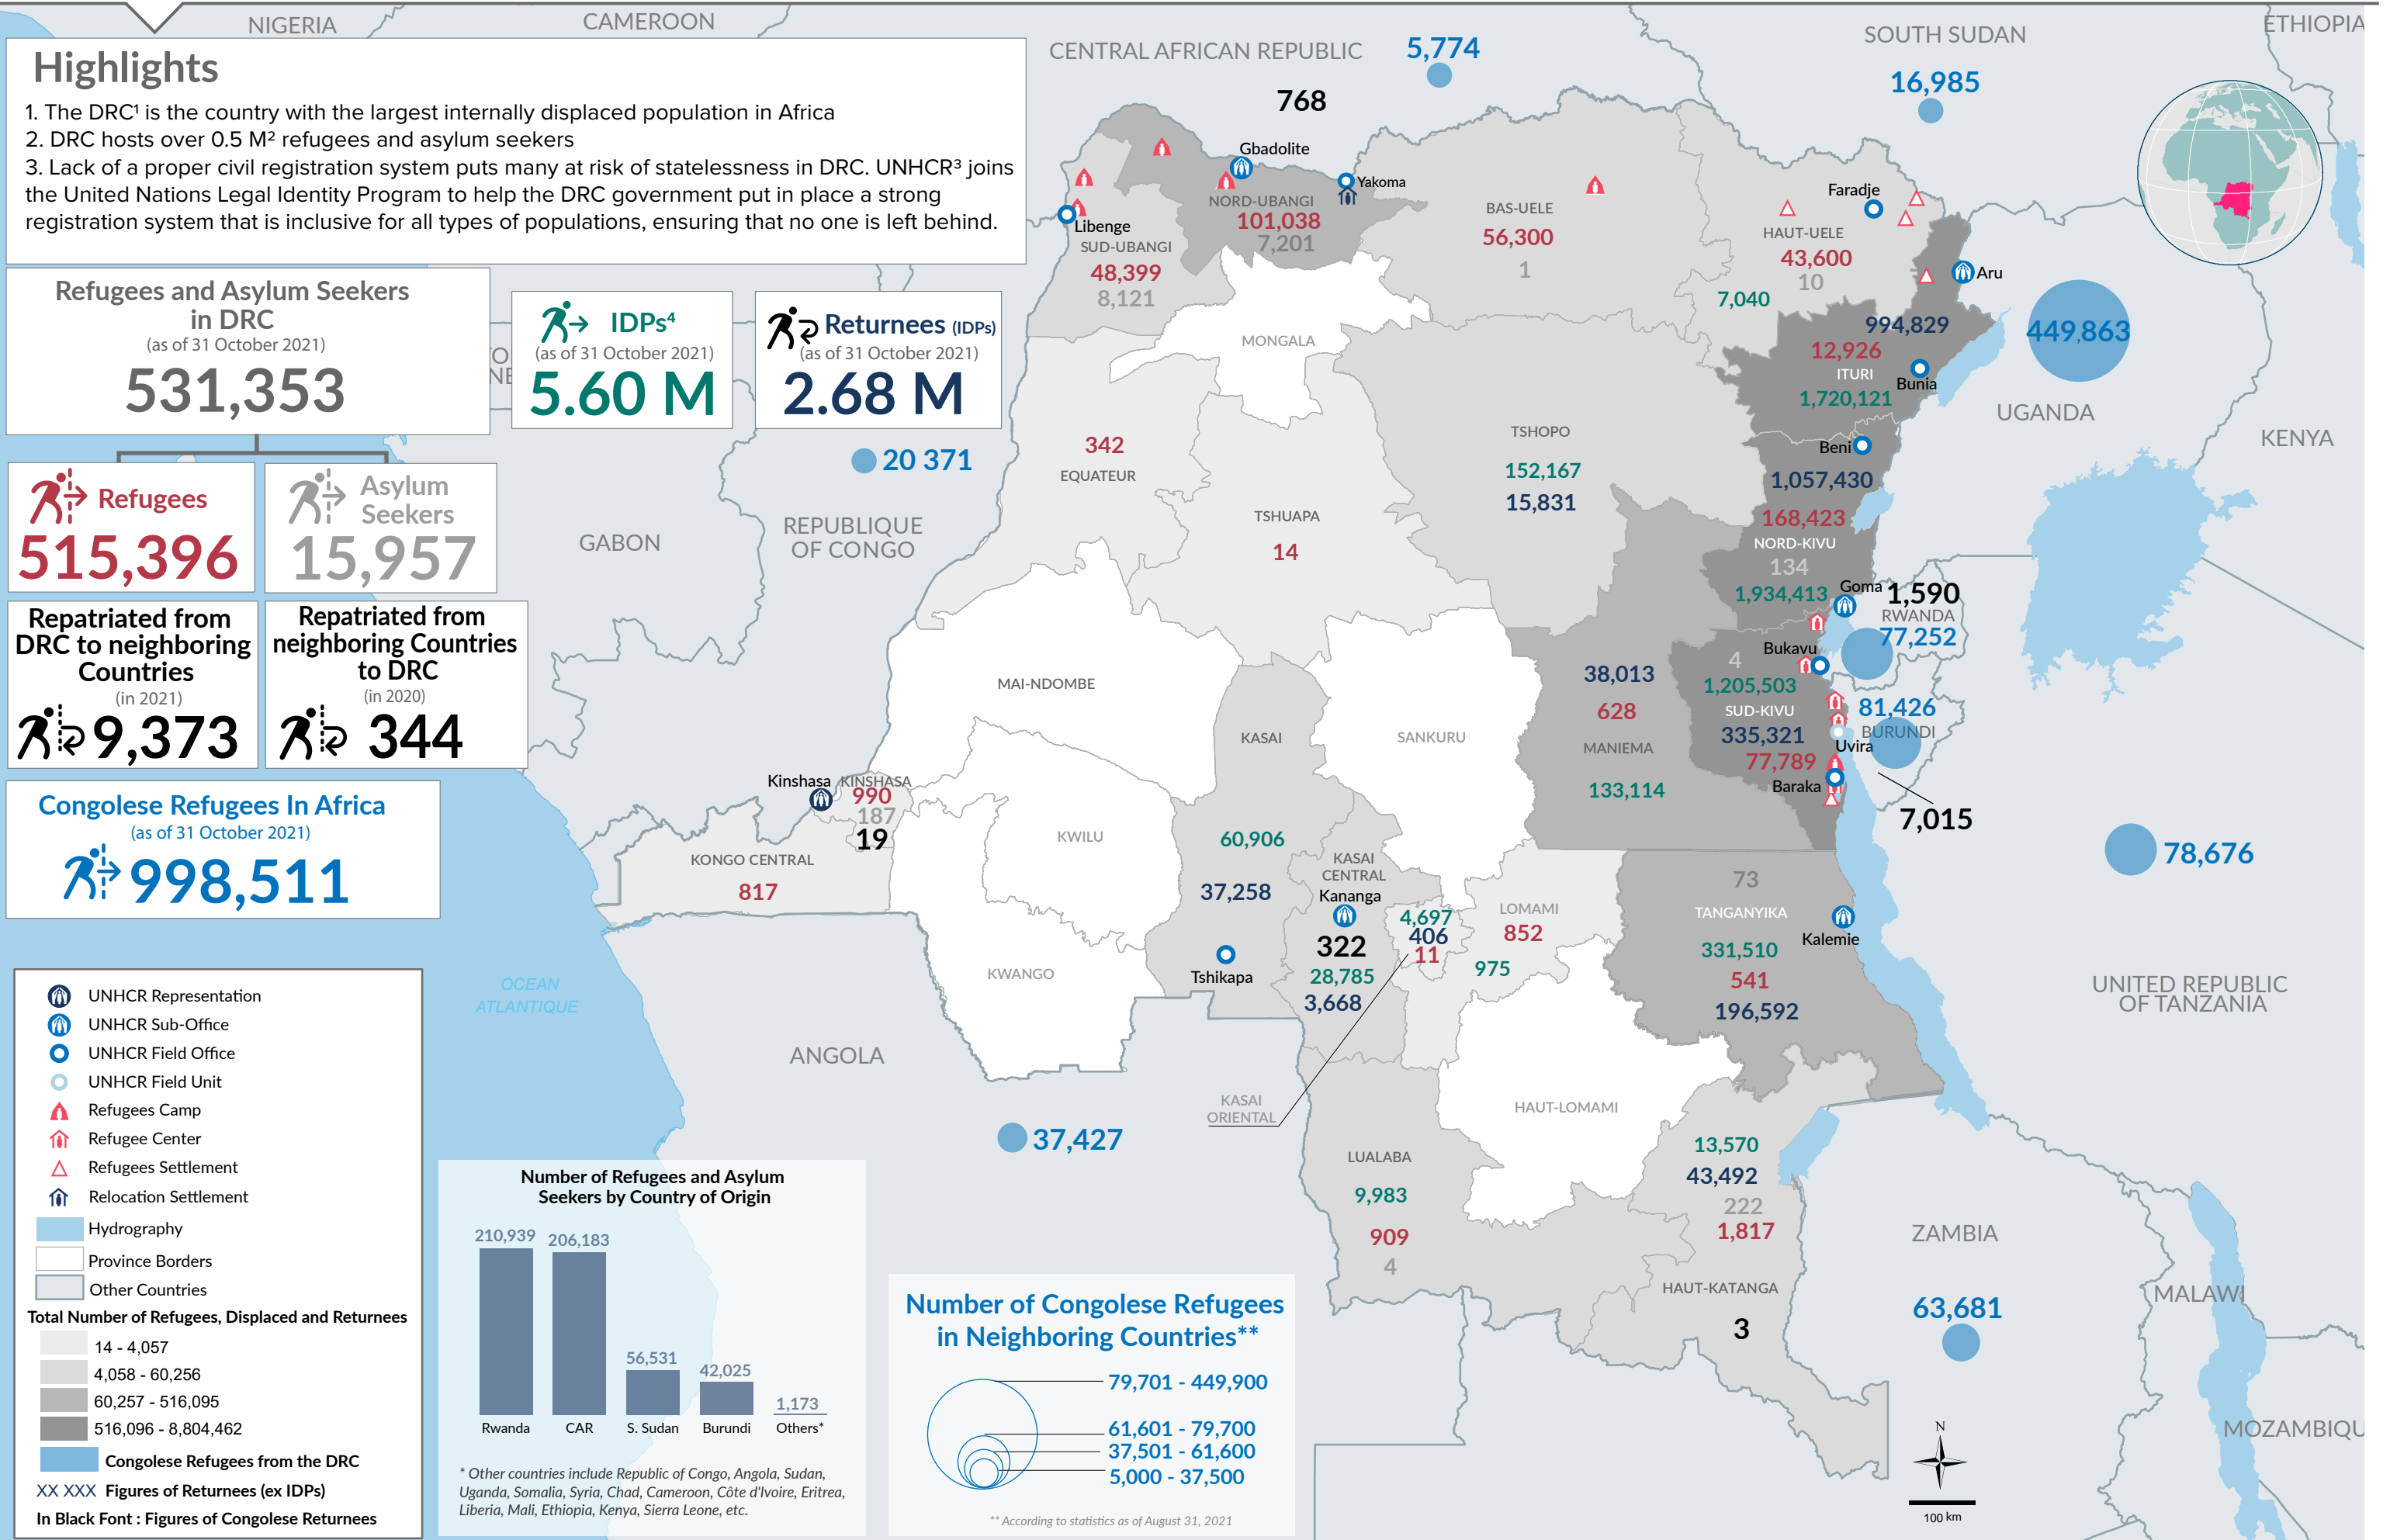 NIGERIA
CAMEROON
CENTRAL AFRICAN REPUBLIC
5,774
768
SOUTH SUDAN
16,985
ETHIOPIA
Highlights
1. The DRC¹ is the country with the largest internally displaced population in Africa
2. DRC hosts over 0.5 M² refugees and asylum seekers
3. Lack of a proper civil registration system puts many at risk of statelessness in DRC. UNHCR³ joins
the United Nations Legal Identity Program to help the DRC government put in place a strong
registration system that is inclusive for all types of populations, ensuring that no one is left behind.
Refugees and Asylum Seekers
in DRC
(as of 31 October 2021)
531,353
IDPs⁴
(as of 31 October 2021)
5.60 M
Returnees (IDPs)
(as of 31 October 2021)
2.68 M
Refugees
515,396
Asylum
Seekers
15,957
Repatriated from
DRC to neighboring
Countries
(in 2021)
9,373
Repatriated from
neighboring Countries
to DRC
(in 2020)
344
Congolese Refugees In Africa
(as of 31 October 2021)
998,511
Gbadolite
Yakoma
NORD-UBANGI
101,038
7,201
Libenge
SUD-UBANGI
48,399
8,121
BAS-UELE
56,300
1
Faradje
HAUT-UELE
43,600
10
7,040
Aru
994,829
12,926
ITURI
Bunia
1,720,121
449,863
UGANDA
KENYA
MONGALA
342
EQUATEUR
TSHOPO
152,167
15,831
TSHUAPA
14
Beni
1,057,430
168,423
NORD-KIVU
134
1,934,413
Goma
1,590
RWANDA
77,252
20 371
REPUBLIQUE
OF CONGO
GABON
Bukavu
4
1,205,503
SUD-KIVU
335,321
77,789
81,426
BURUNDI
Uvira
Baraka
7,015
38,013
628
MANIEMA
133,114
MAI-NDOMBE
KASAI
SANKURU
60,906
37,258
Tshikapa
Kinshasa
KINSHASA
990
187
19
KONGO CENTRAL
817
KWILU
KWANGO
KASAI
CENTRAL
Kananga
322
28,785
3,668
4,697
406
11
KASAI
ORIENTAL
LOMAMI
852
975
73
TANGANYIKA
331,510
541
196,592
Kalemie
78,676
UNITED REPUBLIC
OF TANZANIA
OCEAN
ATLANTIQUE
ANGOLA
37,427
HAUT-LOMAMI
LUALABA
9,983
909
4
13,570
43,492
222
1,817
HAUT-KATANGA
3
ZAMBIA
63,681
MALAWI
MOZAMBIQU
UNHCR Representation
UNHCR Sub-Office
UNHCR Field Office
UNHCR Field Unit
Refugees Camp
Refugee Center
Refugees Settlement
Relocation Settlement
Hydrography
Province Borders
Other Countries
Total Number of Refugees, Displaced and Returnees
14 - 4,057
4,058 - 60,256
60,257 - 516,095
516,096 - 8,804,462
Congolese Refugees from the DRC
XX XXX Figures of Returnees (ex IDPs)
In Black Font : Figures of Congolese Returnees
Number of Refugees and Asylum
Seekers by Country of Origin
210,939
206,183
56,531
42,025
1,173
Rwanda
CAR
S. Sudan
Burundi
Others*
* Other countries include Republic of Congo, Angola, Sudan,
Uganda, Somalia, Syria, Chad, Cameroon, Côte d'Ivoire, Eritrea,
Liberia, Mali, Ethiopia, Kenya, Sierra Leone, etc.
Number of Congolese Refugees
in Neighboring Countries**
79,701 - 449,900
61,601 - 79,700
37,501 - 61,600
5,000 - 37,500
** According to statistics as of August 31, 2021
N
100 km